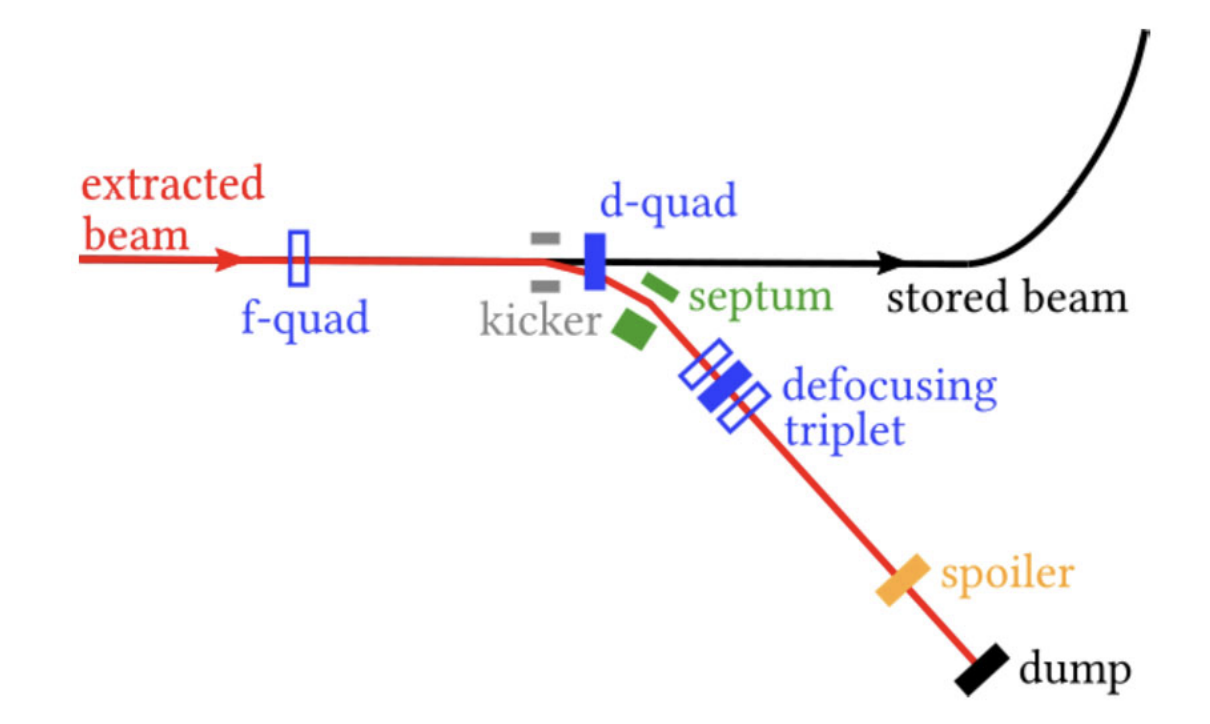 extracted
beam
d-quad
f-quad
kicker
septum
stored beam
defocusing
triplet
spoiler
dump